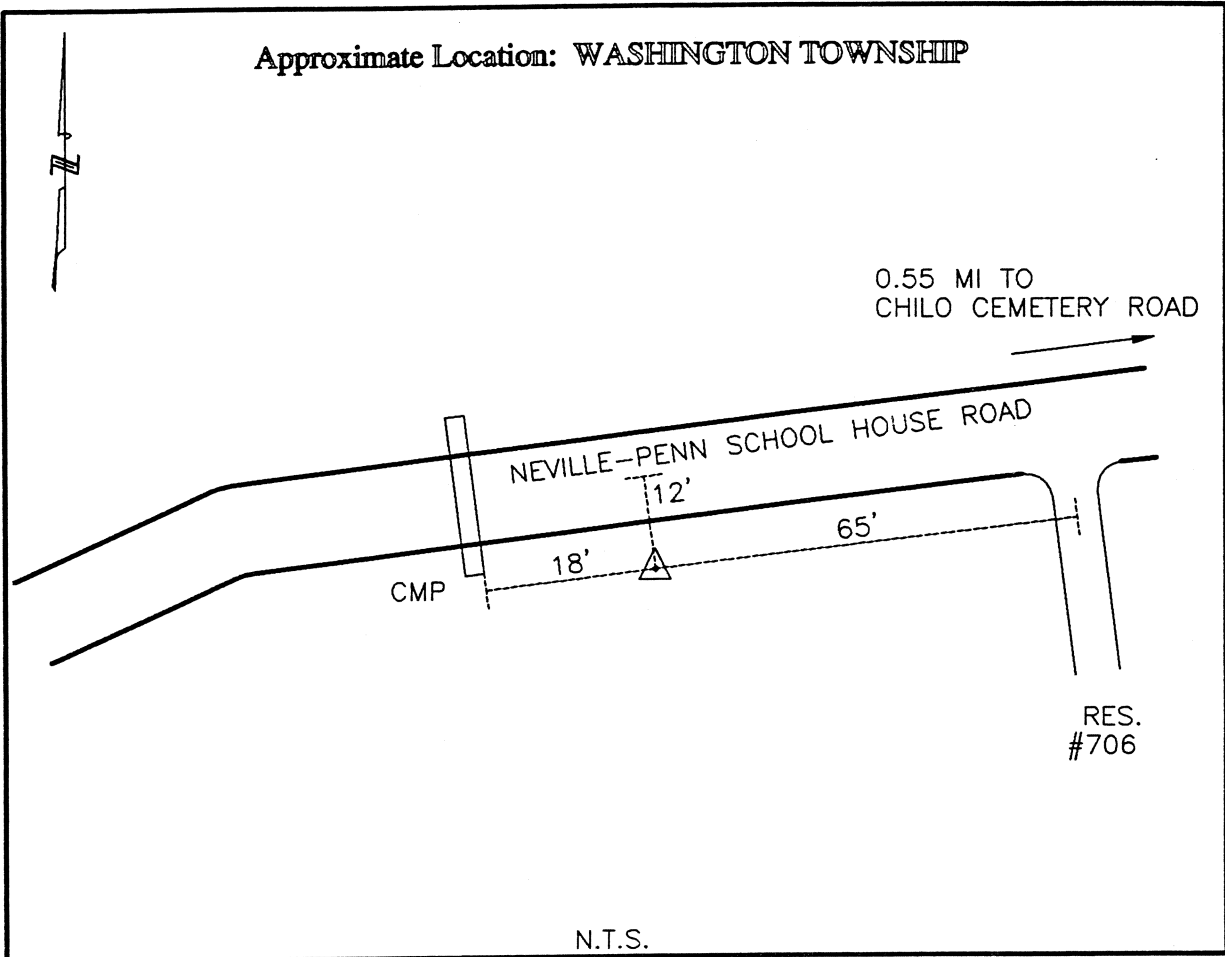 Approximate Location: WASHINGTON TOWNSHIP
N
0.55 MI TO
CHILO CEMETERY ROAD
NEVILLE-PENN SCHOOL HOUSE ROAD
12'
65'
18'
CMP
RES.
#706
N.T.S.